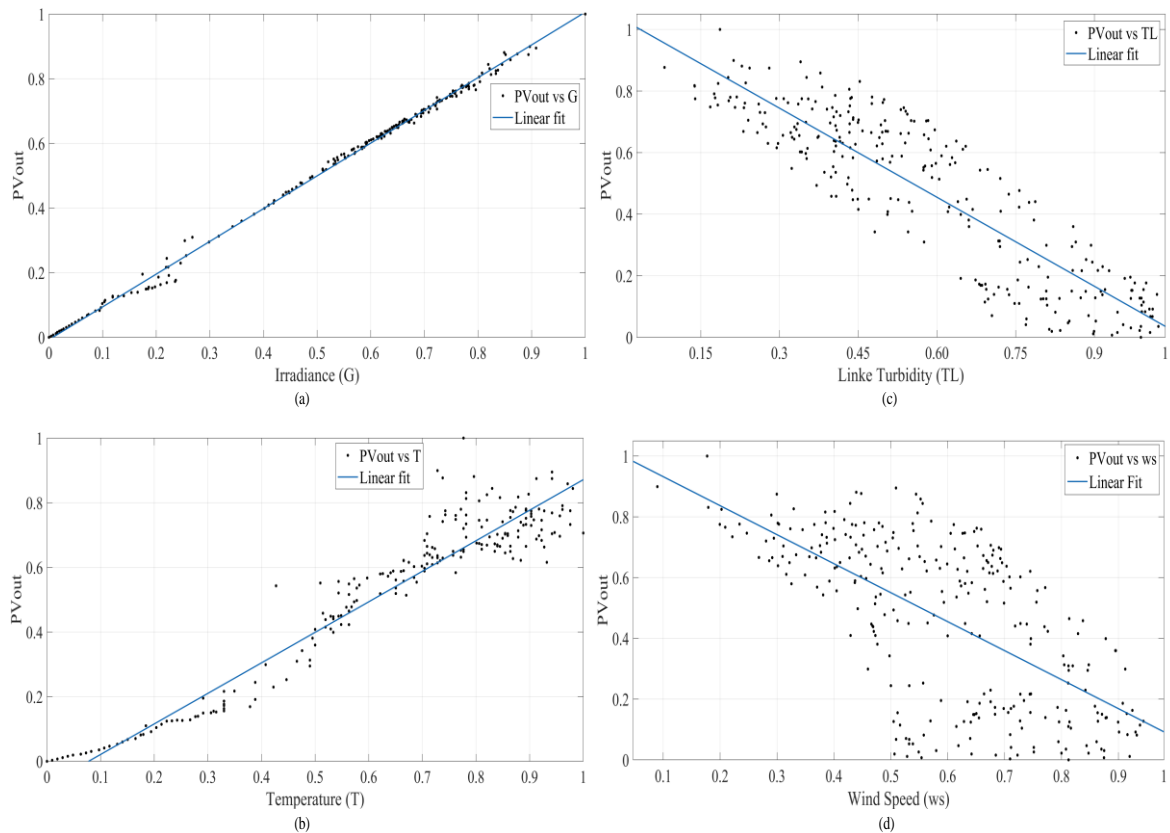 1
0.8
0.6
0.4
0.2
0
PVout
PVout vs G
Linear fit
0 0.1 0.2 0.3 0.4 0.5 0.6 0.7 0.8 0.9 1
Irradiance (G)
(a)
1
0.8
0.6
0.4
0.2
0
PVout
PVout vs TL
Linear fit
0.15 0.3 0.45 0.60 0.75 0.9 1
Linke Turbidity (TL)
(c)
1
0.8
0.6
0.4
0.2
0
PVout
PVout vs T
Linear fit
0 0.1 0.2 0.3 0.4 0.5 0.6 0.7 0.8 0.9 1
Temperature (T)
(b)
1
0.8
0.6
0.4
0.2
0
PVout
PVout vs ws
Linear Fit
0.1 0.2 0.3 0.4 0.5 0.6 0.7 0.8 0.9 1
Wind Speed (ws)
(d)